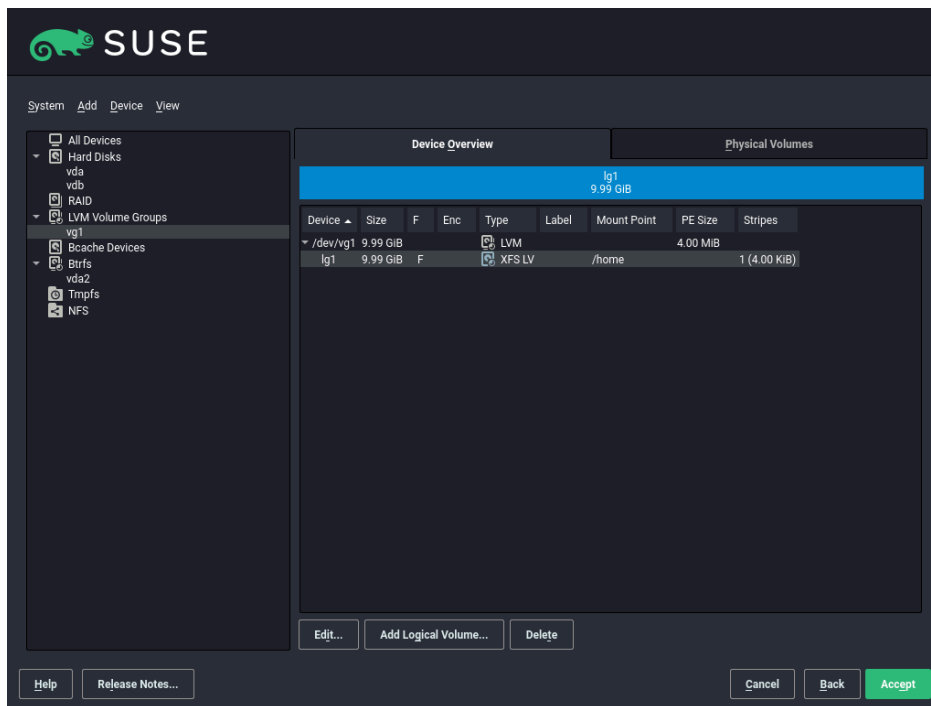 SUSE
System Add Device View
All Devices
Hard Disks
vda
vdb
RAID
LVM Volume Groups
vg1
Bcache Devices
Btrfs
vda2
Tmpfs
NFS
Device Overview Physical Volumes
lg1
9.99 GiB
Device Size F Enc Type Label Mount Point PE Size Stripes
/dev/vg1 9.99 GiB LVM 4.00 MiB
lg1 9.99 GiB F XFS LV /home 1 (4.00 KiB)
Edit... Add Logical Volume... Delete
Help Release Notes... Cancel Back Accept